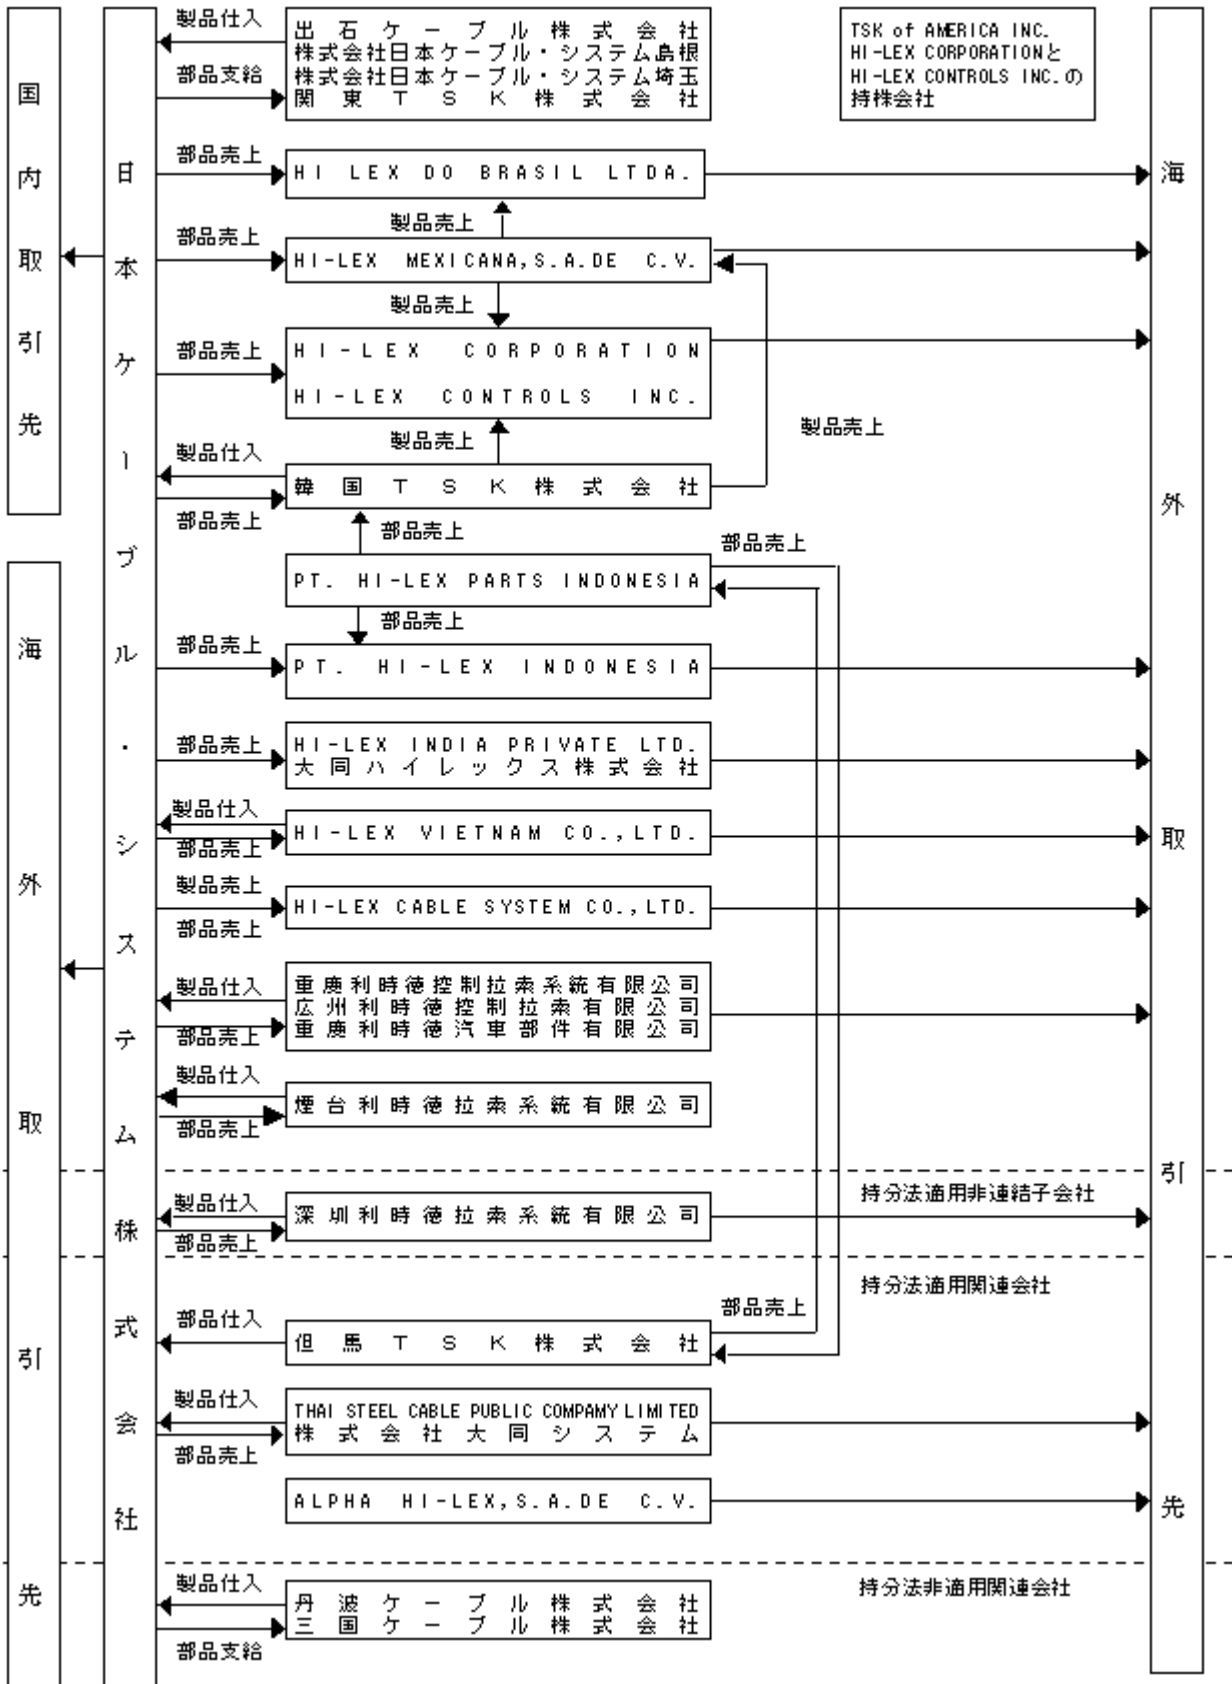 国内取引先
海外取引先
日本ケーブル・システム株式会社
海外取引先
製品仕入
部品支給
出石ケーブル株式会社
株式会社日本ケーブル・システム島根
株式会社日本ケーブル・システム埼玉
関東TSK株式会社
TSK of AMERICA INC.
HI-LEX CORPORATIONと
HI-LEX CONTROLS INC.の
持株会社
部品売上
HI LEX DO BRASIL LTDA.
製品売上
部品売上
HI-LEX MEXICANA,S.A.DE C.V.
製品売上
部品売上
HI-LEX CORPORATION
HI-LEX CONTROLS INC.
製品売上
製品売上
製品仕入
韓国TSK株式会社
部品売上
部品売上
部品売上
PT. HI-LEX PARTS INDONESIA
部品売上
部品売上
PT. HI-LEX INDONESIA
部品売上
HI-LEX INDIA PRIVATE LTD.
大同ハイレックス株式会社
製品仕入
HI-LEX VIETNAM CO.,LTD.
部品売上
製品売上
HI-LEX CABLE SYSTEM CO.,LTD.
部品売上
製品仕入
重慶利時徳控制拉索系統有限公司
広州利時徳控制拉索有限公司
重慶利時徳汽車部件有限公司
部品売上
製品仕入
煙台利時徳拉索系統有限公司
部品売上
持分法適用非連結子会社
製品仕入
深圳利時徳拉索系統有限公司
部品売上
持分法適用関連会社
部品売上
部品仕入
但馬TSK株式会社
製品仕入
THAI STEEL CABLE PUBLIC COMPAMY LIMITED
株式会社大同システム
部品売上
ALPHA HI-LEX,S.A.DE C.V.
持分法非適用関連会社
製品仕入
丹波ケーブル株式会社
三国ケーブル株式会社
部品支給